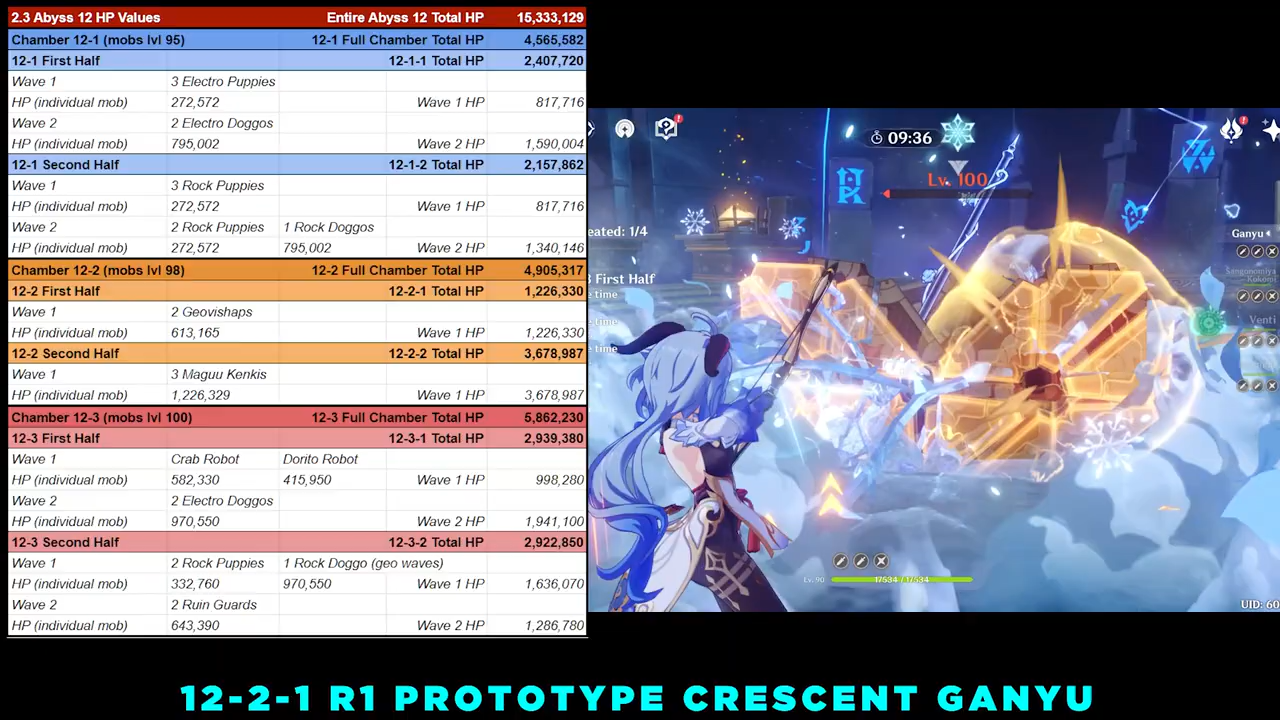 2.3 Abyss 12 HP Values Entire Abyss 12 Total HP 15,333,129
Chamber 12-1 (mobs lvl 95) 12-1 Full Chamber Total HP 4,565,582
12-1 First Half 12-1-1 Total HP 2,407,720
Wave 1 3 Electro Puppies
HP (individual mob) 272,572 Wave 1 HP 817,716
Wave 2 2 Electro Doggos
HP (individual mob) 795,002 Wave 2 HP 1,590,004
12-1 Second Half 12-1-2 Total HP 2,157,862
Wave 1 3 Rock Puppies
HP (individual mob) 272,572 Wave 1 HP 817,716
Wave 2 2 Rock Puppies 1 Rock Doggos
HP (individual mob) 272,572 795,002 Wave 2 HP 1,340,146
Chamber 12-2 (mobs lvl 98) 12-2 Full Chamber Total HP 4,905,317
12-2 First Half 12-2-1 Total HP 1,226,330
Wave 1 2 Geovishaps
HP (individual mob) 613,165 Wave 1 HP 1,226,330
12-2 Second Half 12-2-2 Total HP 3,678,987
Wave 1 3 Maguu Kenkis
HP (individual mob) 1,226,329 Wave 1 HP 3,678,987
Chamber 12-3 (mobs lvl 100) 12-3 Full Chamber Total HP 5,862,230
12-3 First Half 12-3-1 Total HP 2,939,380
Wave 1 Crab Robot Dorito Robot
HP (individual mob) 582,330 415,950 Wave 1 HP 998,280
Wave 2 2 Electro Doggos
HP (individual mob) 970,550 Wave 2 HP 1,941,100
12-3 Second Half 12-3-2 Total HP 2,922,850
Wave 1 2 Rock Puppies 1 Rock Doggo (geo waves)
HP (individual mob) 332,760 970,550 Wave 1 HP 1,636,070
Wave 2 2 Ruin Guards
HP (individual mob) 643,390 Wave 2 HP 1,286,780
09:36
Lv. 100
eated: 1/4
3 First Half
e time
e time
e time
Ganyu
Sangonomiya
Kokomi
Venti
Lv. 90 17534 / 17534
UID: 60
12-2-1 R1 PROTOTYPE CRESCENT GANYU